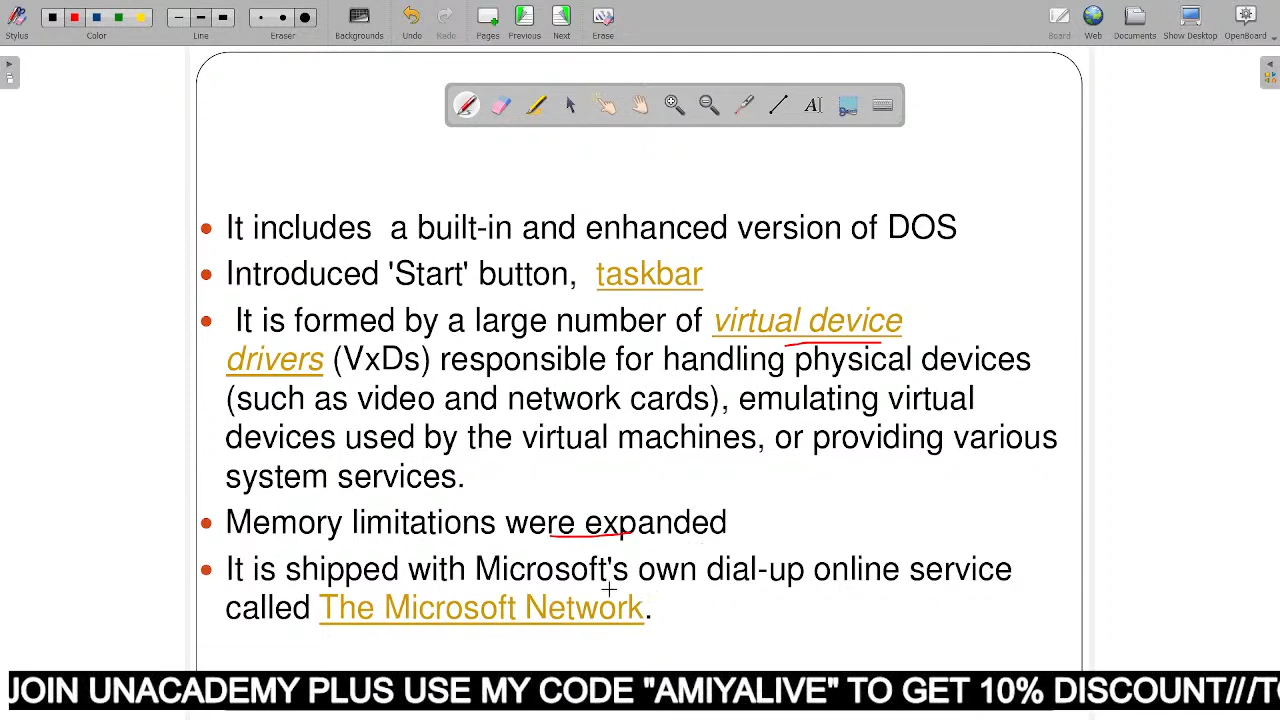 Stylus Color Line Eraser Backgrounds Undo Redo Pages Previous Next Erase Board Web Documents Show Desktop OpenBoard
It includes  a built-in and enhanced version of DOS
Introduced 'Start' button,  taskbar
It is formed by a large number of virtual device
drivers (VxDs) responsible for handling physical devices
(such as video and network cards), emulating virtual
devices used by the virtual machines, or providing various
system services.
Memory limitations were expanded
It is shipped with Microsoft's own dial-up online service
called The Microsoft Network.
JOIN UNACADEMY PLUS USE MY CODE "AMIYALIVE" TO GET 10% DISCOUNT///TO